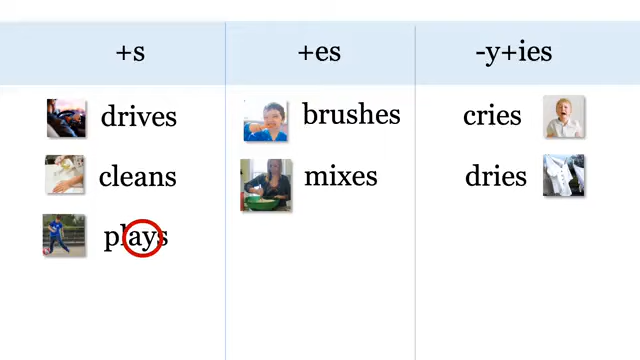 +s +es -y+ies
drives brushes cries
cleans mixes dries
plays